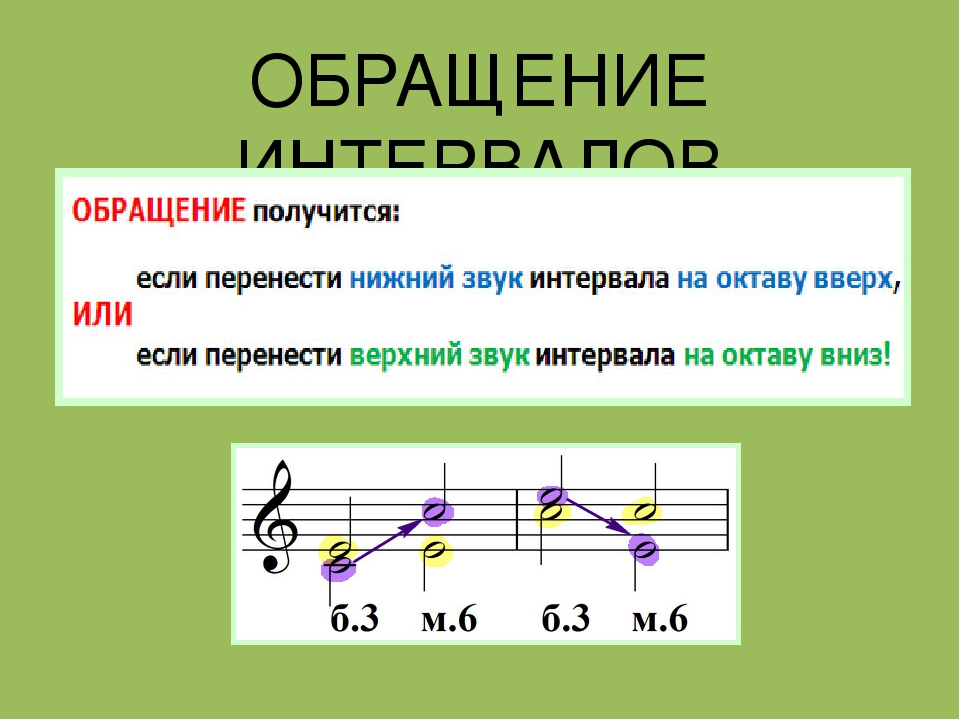 ОБРАЩЕНИЕ
ИНТЕРВАЛОВ
ОБРАЩЕНИЕ получится:
если перенести нижний звук интервала на октаву вверх,
ИЛИ
если перенести верхний звук интервала на октаву вниз!
б.3 м.6 б.3 м.6